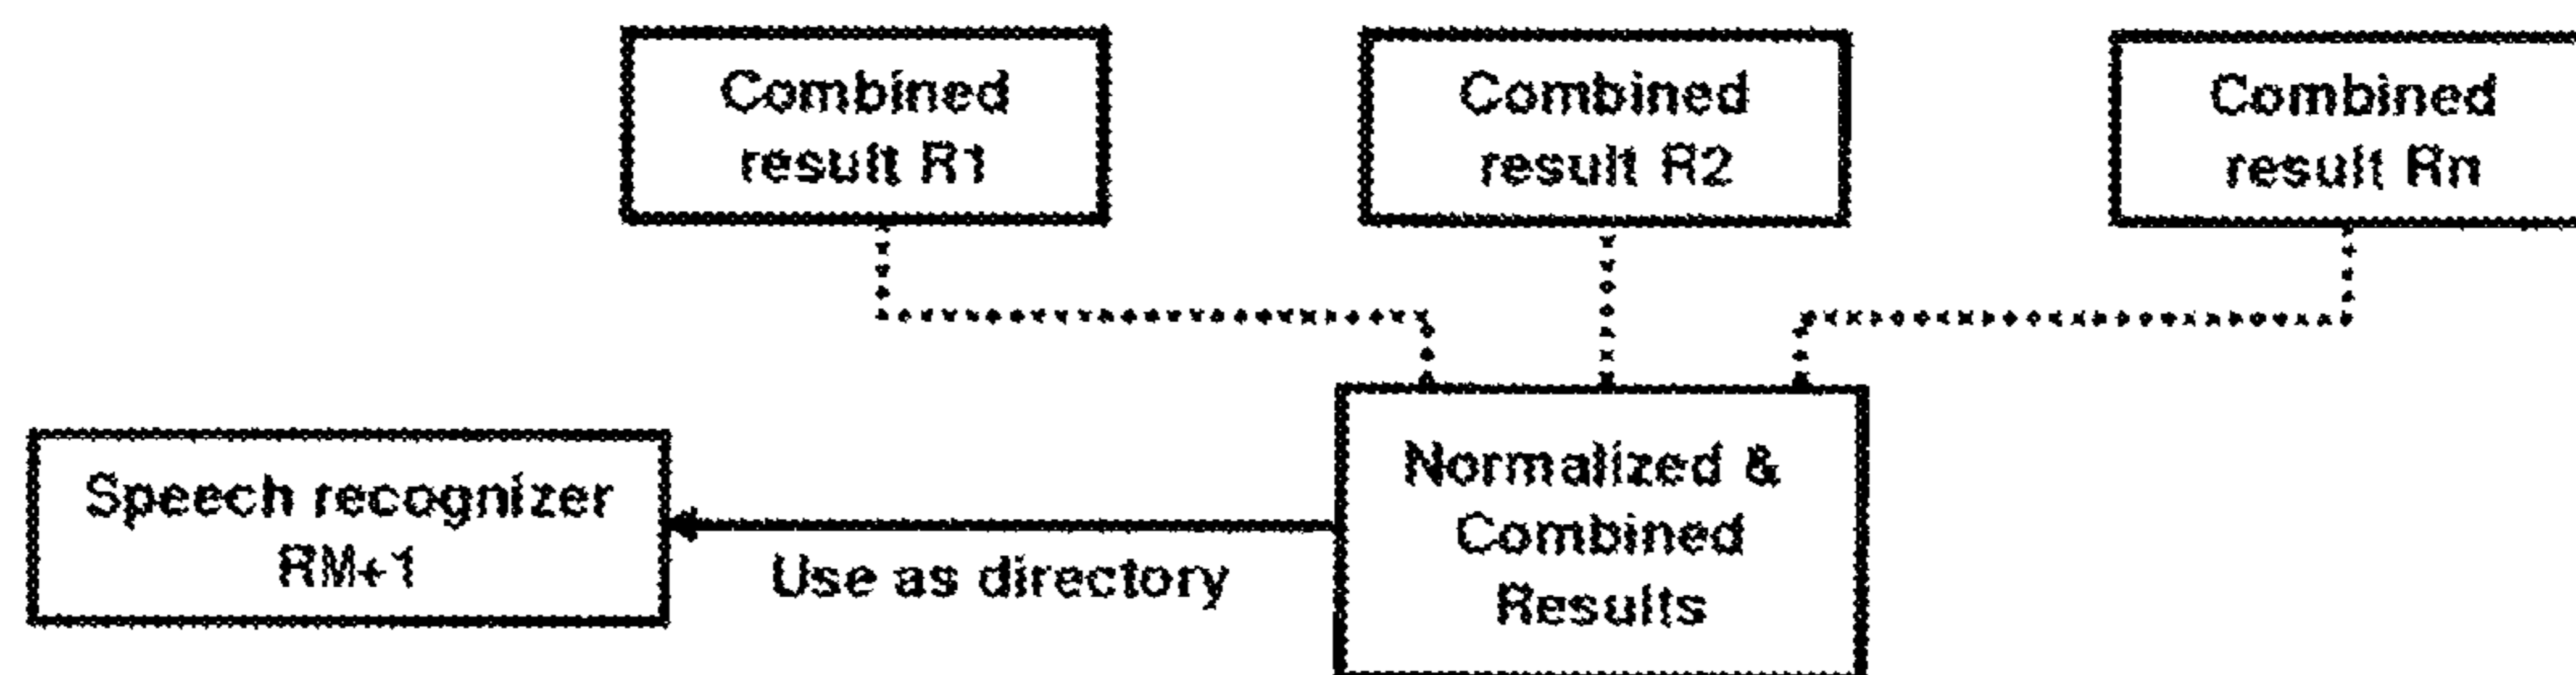 Combined
result R1
Combined
result R2
Combined
result Rn
Speech recognizer
RM+1
Use as directory
Normalized &
Combined
Results